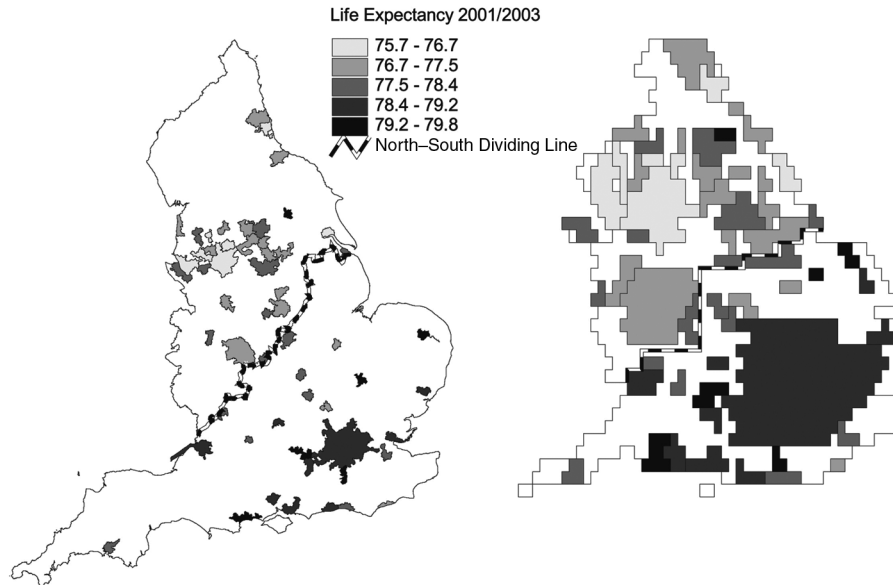 Life Expectancy 2001/2003
75.7 - 76.7
76.7 - 77.5
77.5 - 78.4
78.4 - 79.2
79.2 - 79.8
North–South Dividing Line